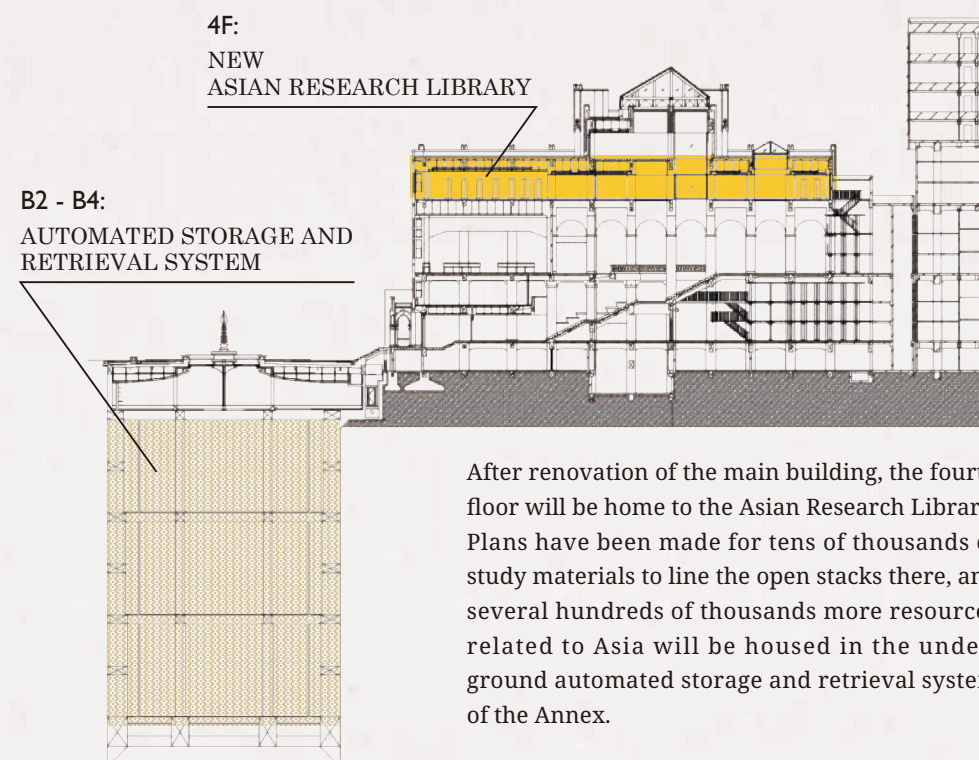 4F:
NEW
ASIAN RESEARCH LIBRARY
B2 - B4:
AUTOMATED STORAGE AND
RETRIEVAL SYSTEM
After renovation of the main building, the fourt
floor will be home to the Asian Research Librar
Plans have been made for tens of thousands o
study materials to line the open stacks there, an
several hundreds of thousands more resource
related to Asia will be housed in the unde
ground automated storage and retrieval system
of the Annex.